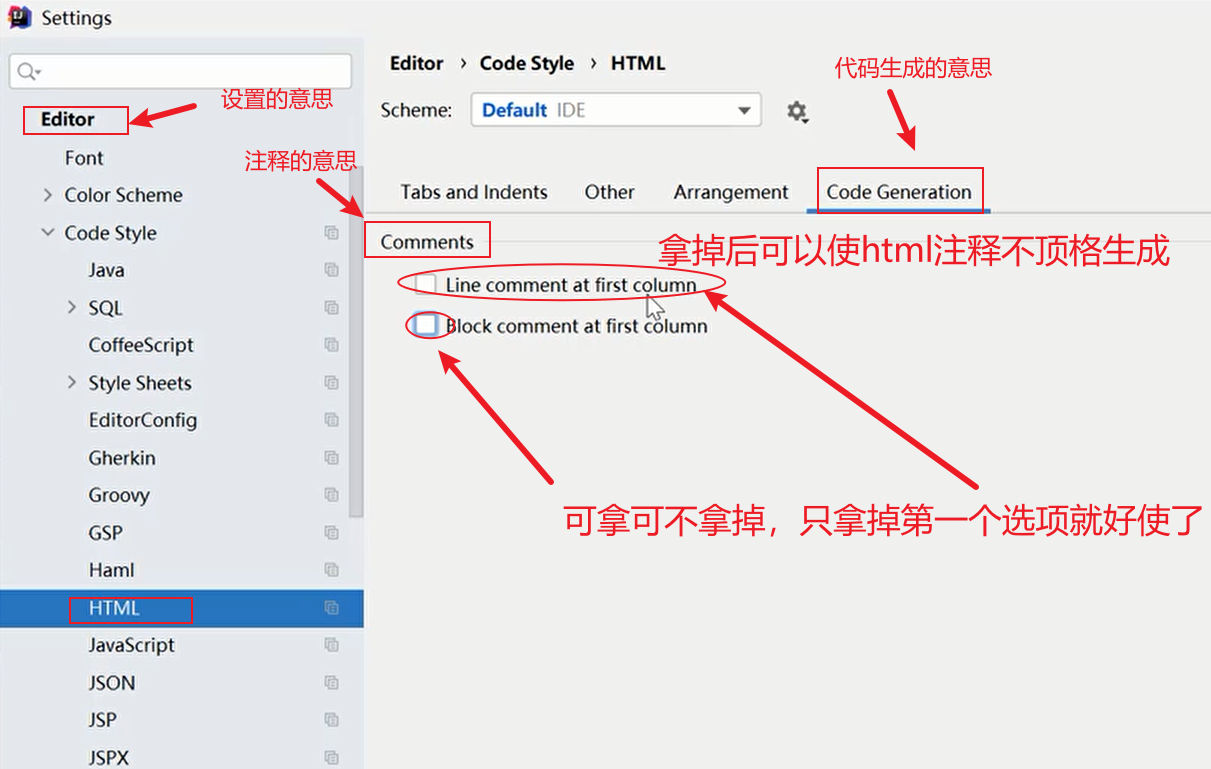 Settings
Editor
设置的意思
Font
Color Scheme
Code Style
Java
SQL
CoffeeScript
Style Sheets
EditorConfig
Gherkin
Groovy
GSP
Haml
HTML
JavaScript
JSON
JSP
JSPX
Editor › Code Style › HTML
代码生成的意思
Scheme: Default IDE
注释的意思
Tabs and Indents Other Arrangement Code Generation
Comments
拿掉后可以使html注释不顶格生成
Line comment at first column
Block comment at first column
可拿可不拿掉，只拿掉第一个选项就好使了